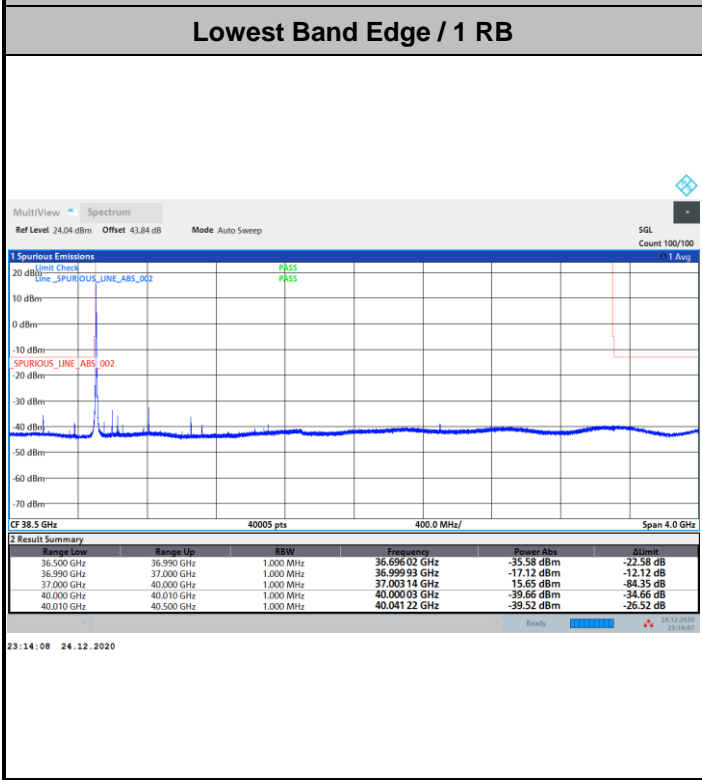 Lowest Band Edge / 1 RB
MultiView Spectrum
Ref Level 24.04 dBm Offset 43.84 dB Mode Auto Sweep SGL
Count 100/100
1 Spurious Emissions 1 Avg
Limit Check PASS
20 dBm
Line _SPURIOUS_LINE_ABS_002 PASS
10 dBm
0 dBm
-10 dBm
_SPURIOUS_LINE_ABS_002
-20 dBm
-30 dBm
-40 dBm
-50 dBm
-60 dBm
-70 dBm
CF 38.5 GHz 40005 pts 400.0 MHz/ Span 4.0 GHz
2 Result Summary
Range Low Range Up RBW Frequency Power Abs ΔLimit
36.500 GHz 36.990 GHz 1.000 MHz 36.696 02 GHz -35.58 dBm -22.58 dB
36.990 GHz 37.000 GHz 1.000 MHz 36.999 93 GHz -17.12 dBm -12.12 dB
37.000 GHz 40.000 GHz 1.000 MHz 37.003 14 GHz 15.65 dBm -84.35 dB
40.000 GHz 40.010 GHz 1.000 MHz 40.000 03 GHz -39.66 dBm -34.66 dB
40.010 GHz 40.500 GHz 1.000 MHz 40.041 22 GHz -39.52 dBm -26.52 dB
Ready 24.12.2020
23:14:07
23:14:08 24.12.2020